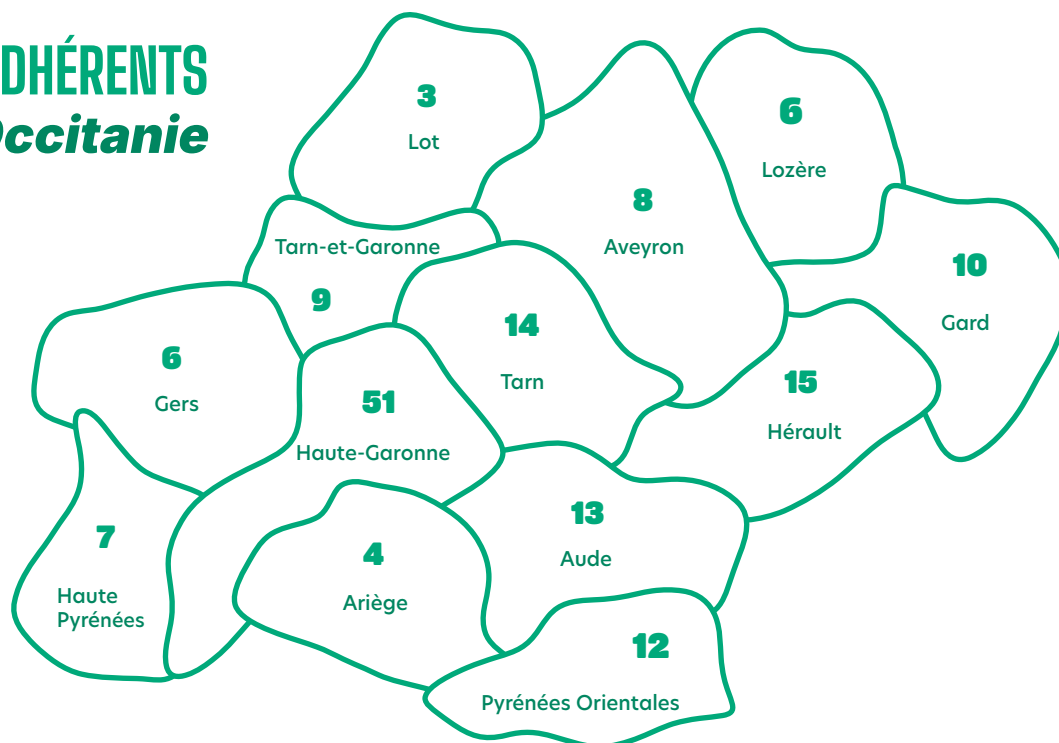 DHÉRENTS
Occitanie
3
Lot
6
Lozère
8
Aveyron
Tarn-et-Garonne
9
10
Gard
14
Tarn
6
Gers
51
Haute-Garonne
15
Hérault
7
Haute
Pyrénées
4
Ariège
13
Aude
12
Pyrénées Orientales